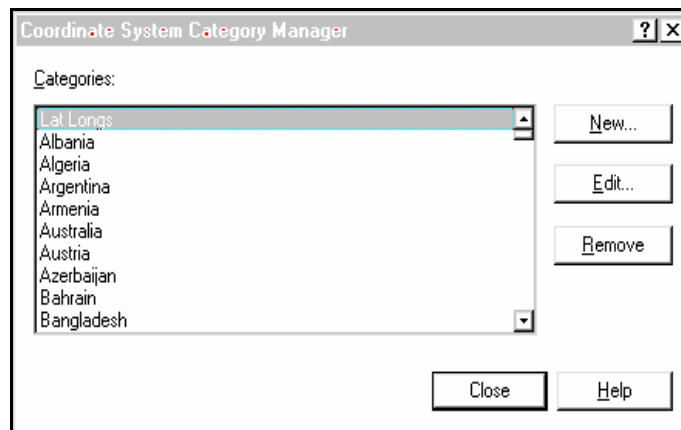 Coordinate System Category Manager
? X
Categories:
Lat Longs
Albania
Algeria
Argentina
Armenia
Australia
Austria
Azerbaijan
Bahrain
Bangladesh
New...
Edit...
Remove
Close
Help